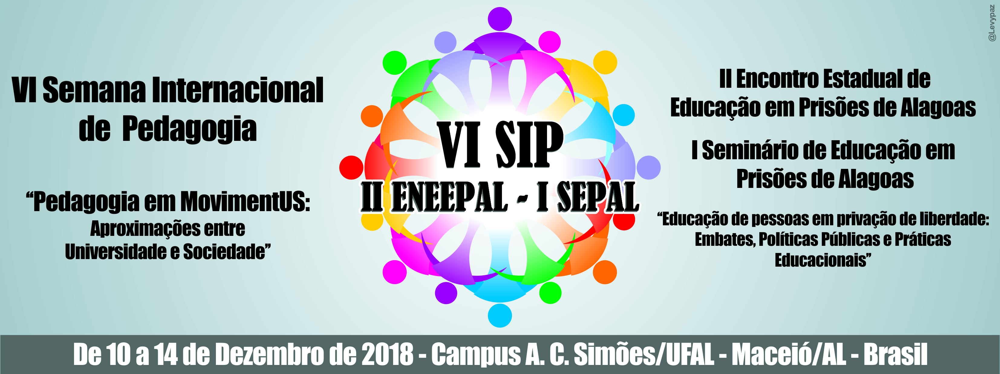 VI Semana Internacional
de Pedagogia
“Pedagogia em MovimentUS:
Aproximações entre
Universidade e Sociedade”
VI SIP
II ENEEPAL - I SEPAL
II Encontro Estadual de
Educação em Prisões de Alagoas
I Seminário de Educação em
Prisões de Alagoas
“Educação de pessoas em privação de liberdade:
Embates, Políticas Públicas e Práticas
Educacionais”
@Levypaz
De 10 a 14 de Dezembro de 2018 - Campus A. C. Simões/UFAL - Maceió/AL - Brasil